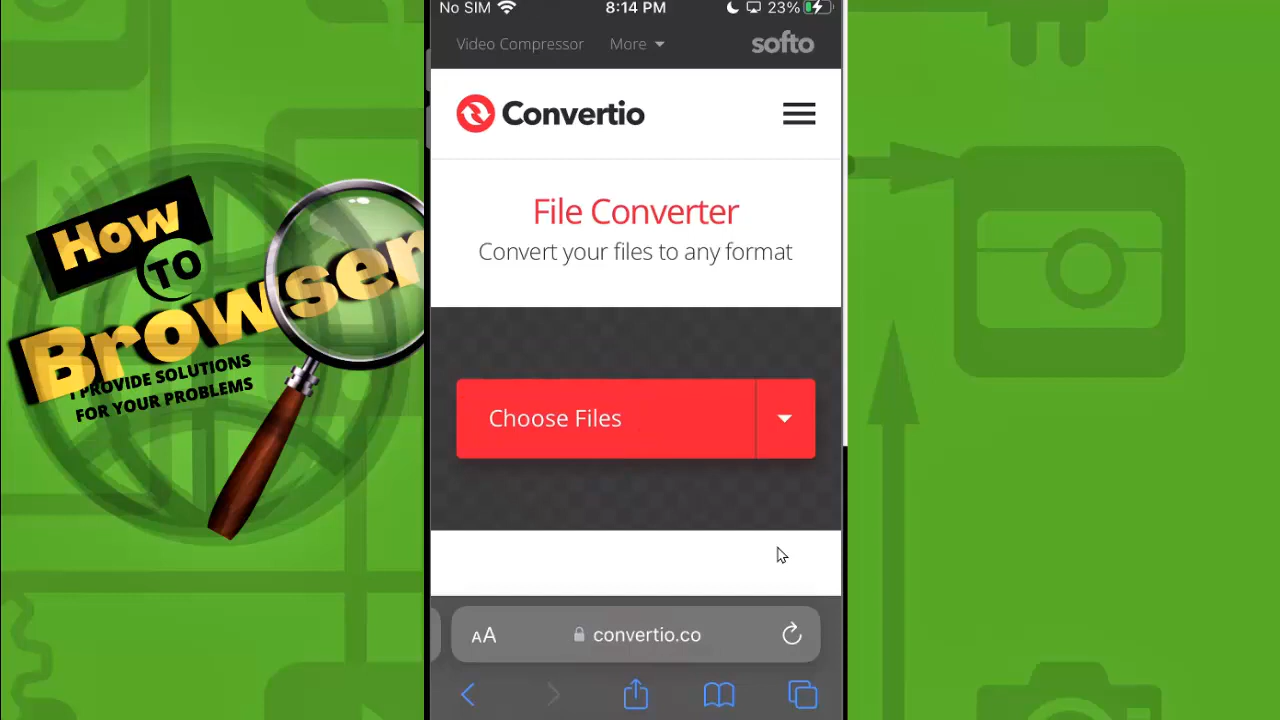 How
TO
Browser
I PROVIDE SOLUTIONS
FOR YOUR PROBLEMS
No SIM 8:14 PM 23%
Video Compressor More softo
Convertio
File Converter
Convert your files to any format
Choose Files
AA convertio.co